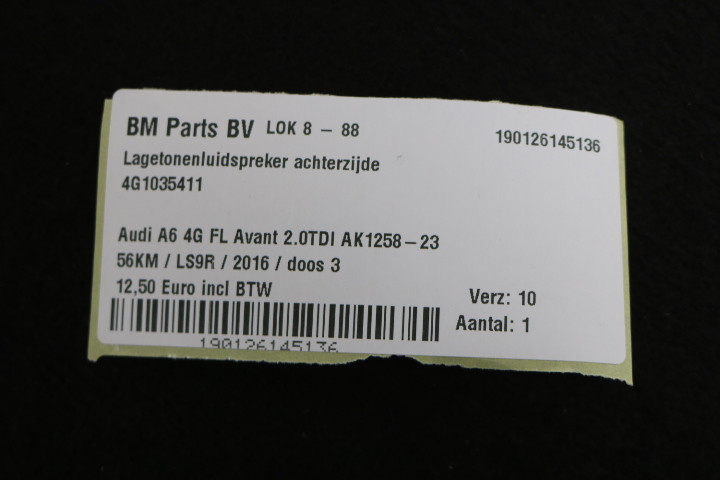 BM Parts BV LOK 8 – 88 190126145136
Lagetonenluidspreker achterzijde
4G1035411
Audi A6 4G FL Avant 2.0TDI AK1258–23
56KM / LS9R / 2016 / doos 3
12,50 Euro incl BTW
Verz: 10
Aantal: 1
190126145136